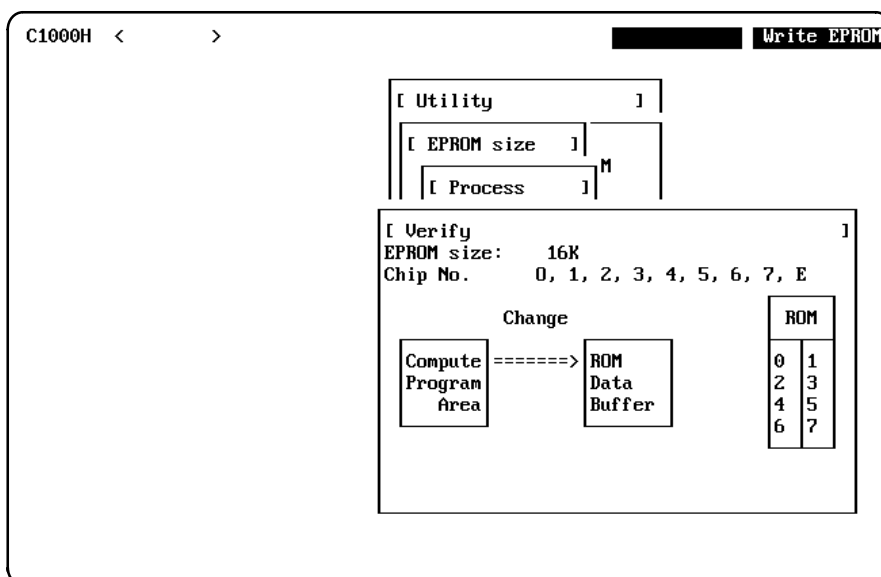 C1000H < > Write EPROM
[ Utility ]
[ EPROM size ]
M
[ Process ]
[ Verify ]
EPROM size: 16K
Chip No. 0, 1, 2, 3, 4, 5, 6, 7, E
Change ROM
Compute =======> ROM 0 1
Program Data 2 3
Area Buffer 4 5
6 7